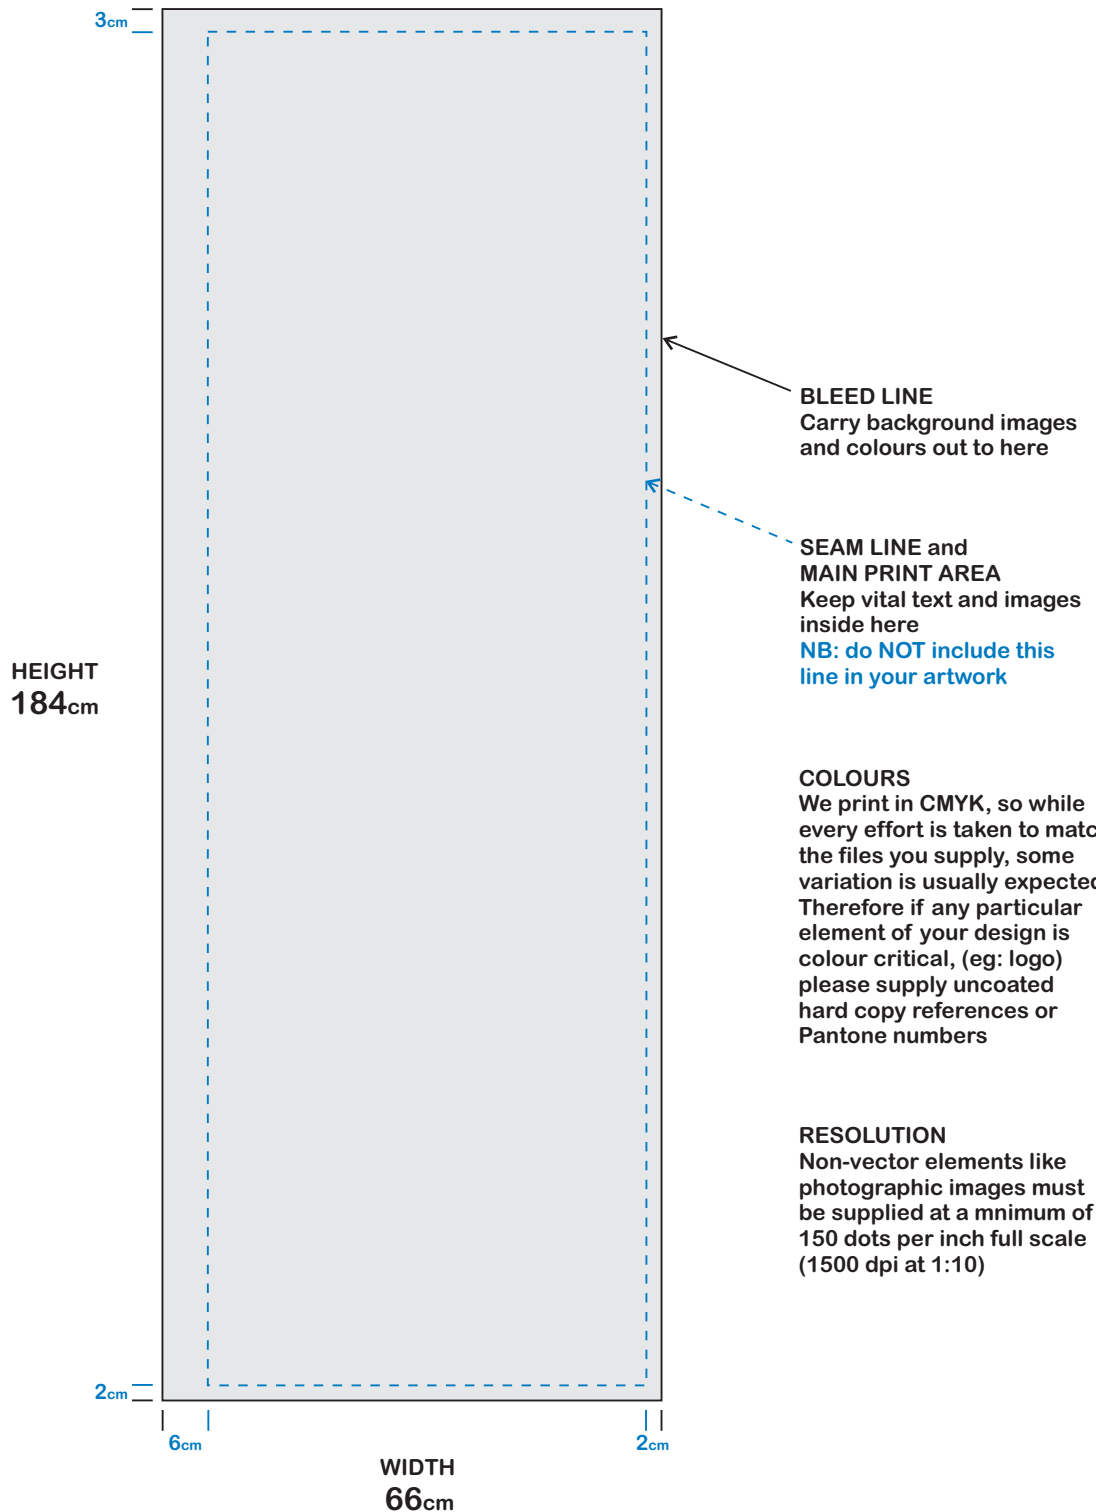 3cm
BLEED LINE
Carry background images
and colours out to here
SEAM LINE and
MAIN PRINT AREA
Keep vital text and images
inside here
NB: do NOT include this
line in your artwork
HEIGHT
184cm
COLOURS
We print in CMYK, so while
every effort is taken to matc
the files you supply, some
variation is usually expected
Therefore if any particular
element of your design is
colour critical, (eg: logo)
please supply uncoated
hard copy references or
Pantone numbers
RESOLUTION
Non-vector elements like
photographic images must
be supplied at a mnimum of
150 dots per inch full scale
(1500 dpi at 1:10)
2cm
6cm
2cm
WIDTH
66cm